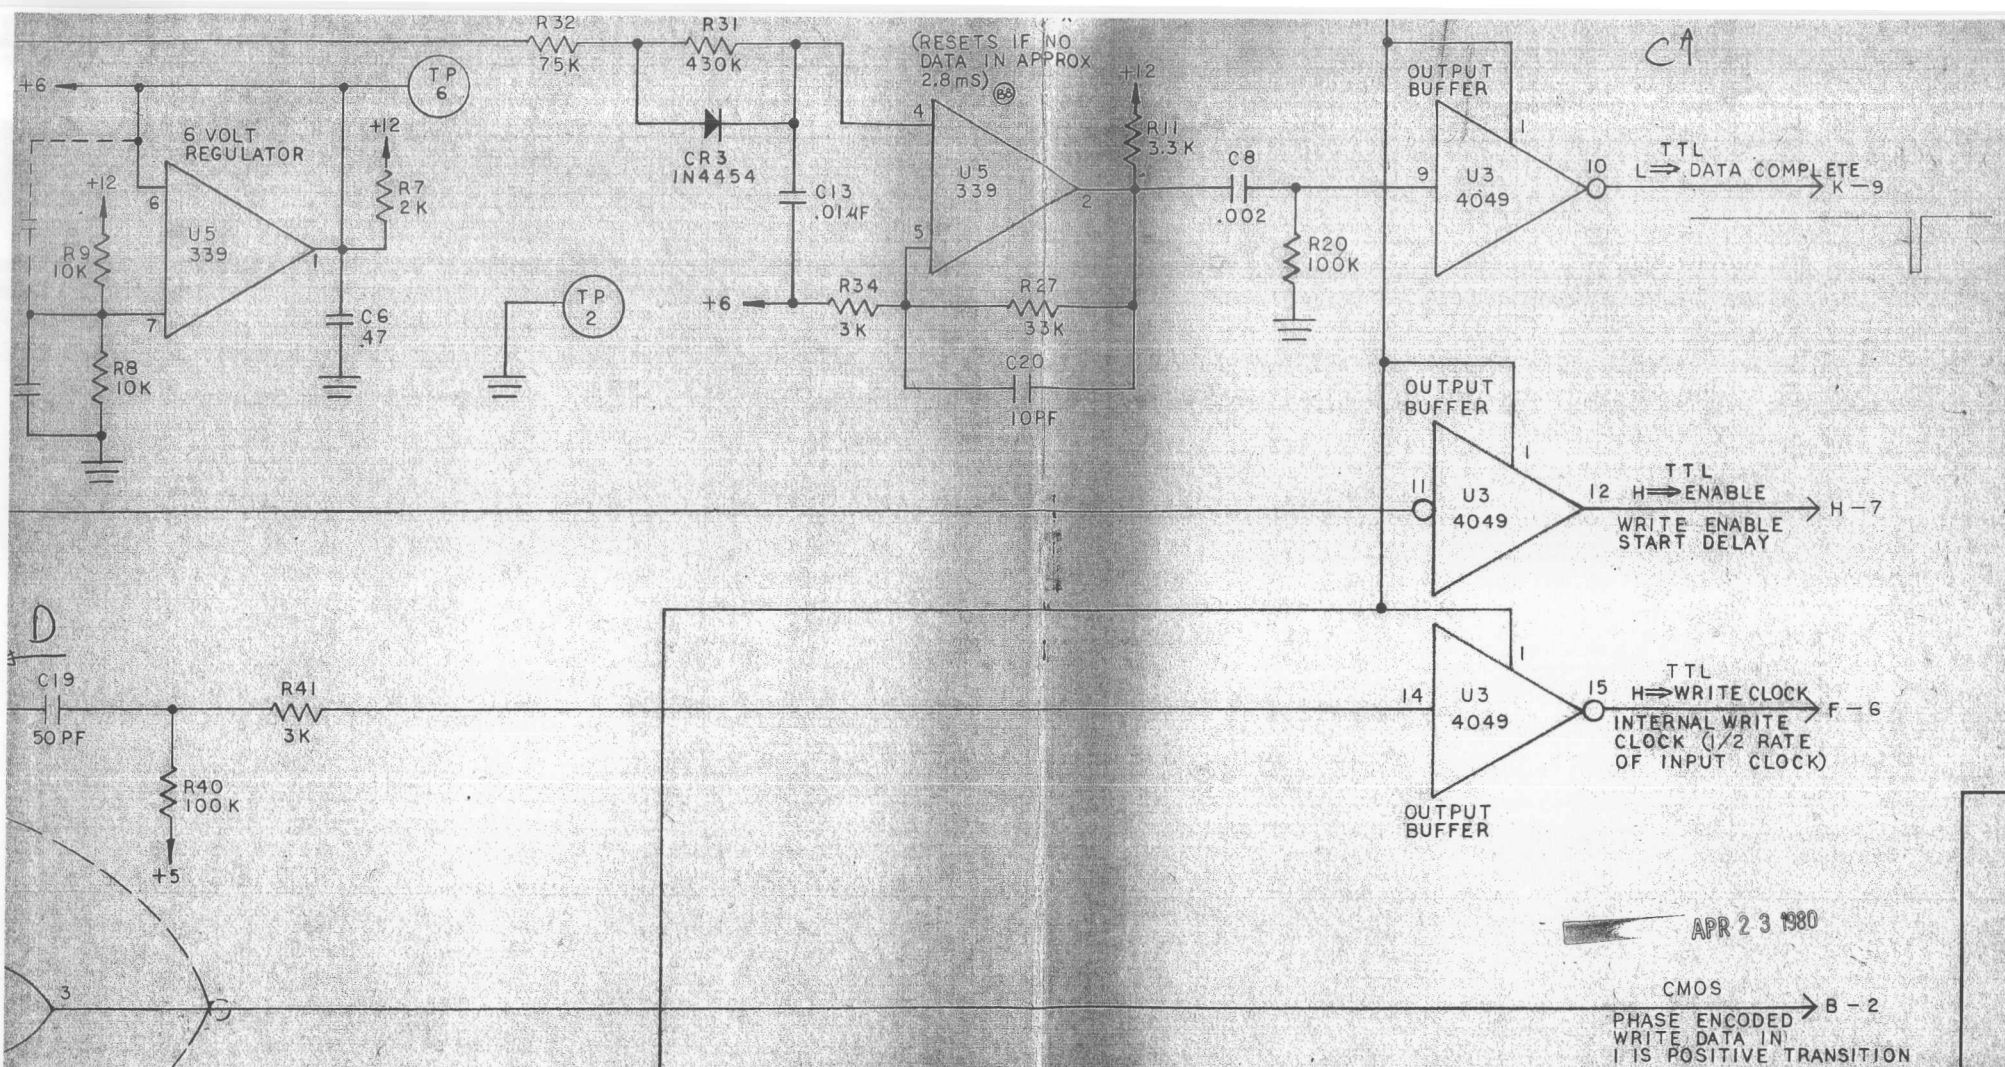 R32
75K
R31
430K
(RESETS IF NO
DATA IN APPROX
2.8mS)
B8
+12
R11
3.3K
4
5
U5
339
2
CR3
1N4454
C13
.01UF
+6
R34
3K
R27
33K
C20
10PF
C8
.002
R20
100K
+6
TP
6
6 VOLT
REGULATOR
+12
R7
2K
+12
6
R9
10K
U5
339
1
7
C6
.47
R8
10K
TP
2
OUTPUT
BUFFER
1
9
U3
4049
10
TTL
L⇒DATA COMPLETE
K-9
OUTPUT
BUFFER
1
11
U3
4049
12
TTL
H⇒ENABLE
H-7
WRITE ENABLE
START DELAY
1
14
U3
4049
15
TTL
H⇒WRITE CLOCK
F-6
INTERNAL WRITE
CLOCK (1/2 RATE
OF INPUT CLOCK)
OUTPUT
BUFFER
D
C19
50PF
R41
3K
R40
100K
+5
3
APR 23 1980
CMOS
B-2
PHASE ENCODED
WRITE DATA IN
1 IS POSITIVE TRANSITION